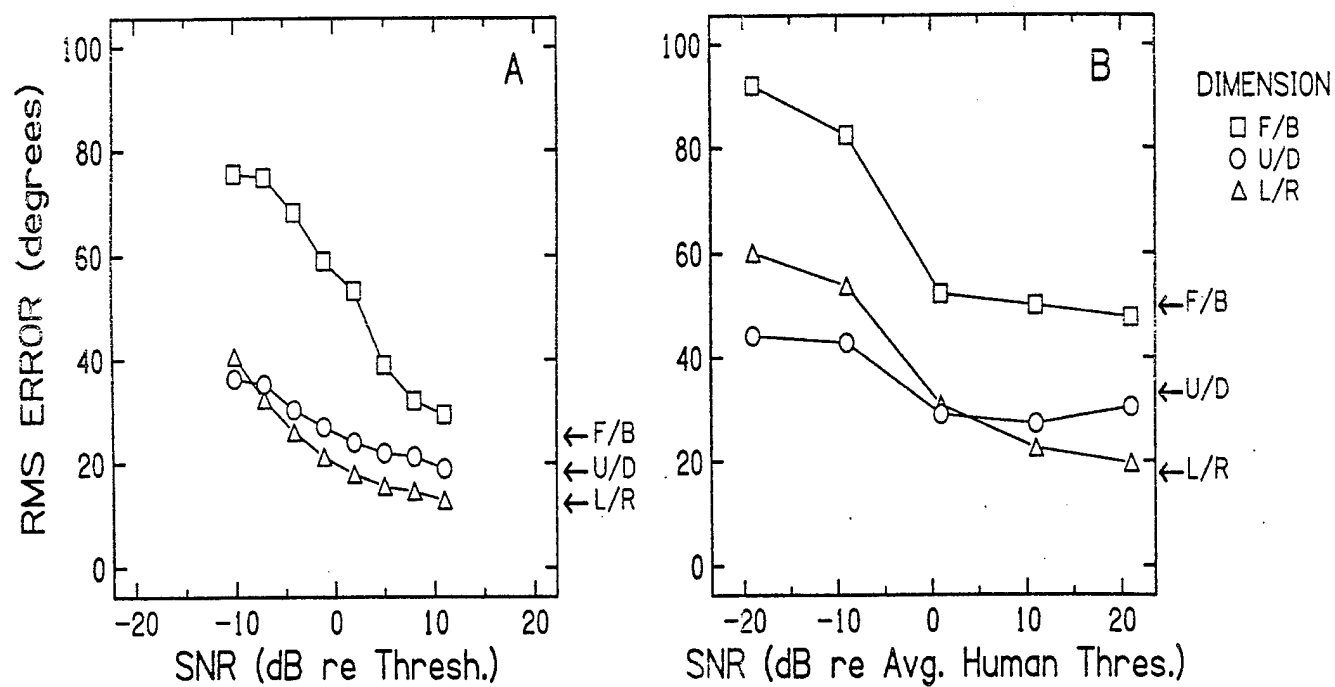 A
RMS ERROR (degrees)
100
80
60
40
20
0
-20 -10 0 10 20
SNR (dB re Thresh.)
←F/B
←U/D
←L/R
B
100
80
60
40
20
0
-20 -10 0 10 20
SNR (dB re Avg. Human Thres.)
←F/B
←U/D
←L/R
DIMENSION
□ F/B
○ U/D
△ L/R